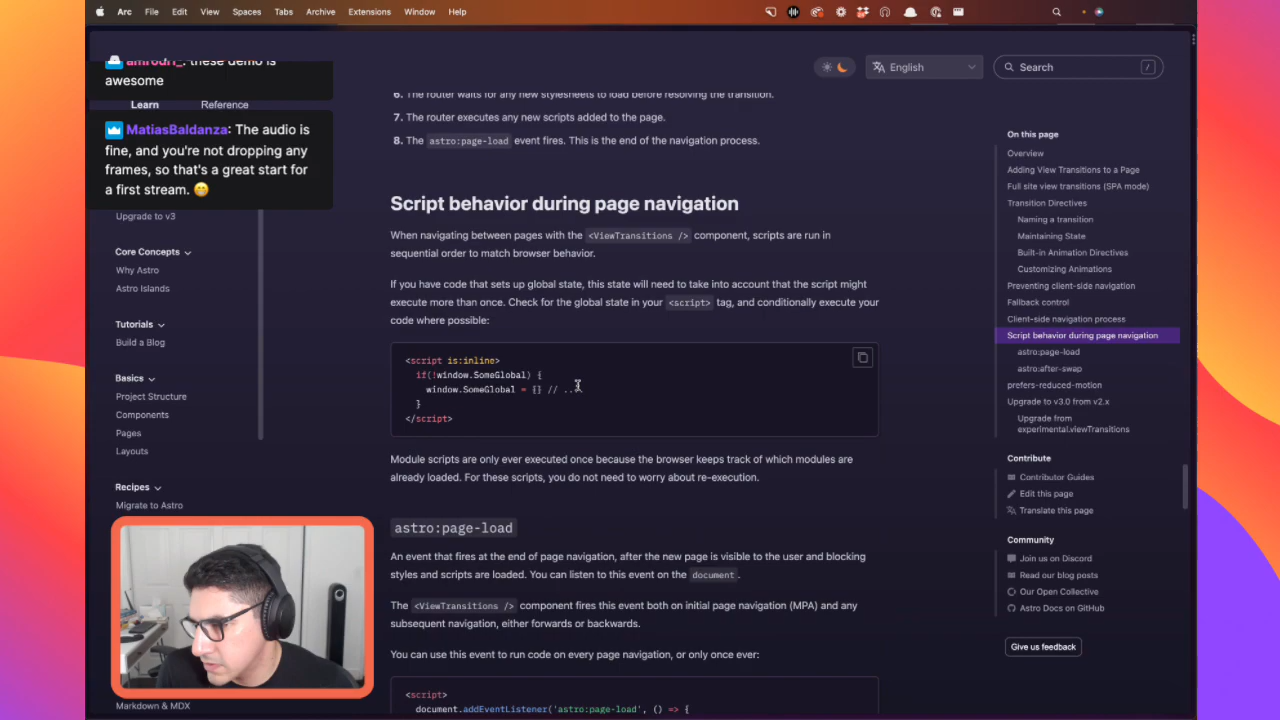 Arc File Edit View Spaces Tabs Archive Extensions Window Help
amrodri_: these demo is
awesome
MatiasBaldanza: The audio is
fine, and you're not dropping any
frames, so that's a great start for
a first stream. 😁
English
Search /
Learn Reference
Upgrade to v3
Core Concepts
Why Astro
Astro Islands
Tutorials
Build a Blog
Basics
Project Structure
Components
Pages
Layouts
Recipes
Migrate to Astro
Markdown & MDX
6. The router waits for any new stylesheets to load before resolving the transition.
7. The router executes any new scripts added to the page.
8. The astro:page-load event fires. This is the end of the navigation process.
Script behavior during page navigation
When navigating between pages with the <ViewTransitions /> component, scripts are run in
sequential order to match browser behavior.
If you have code that sets up global state, this state will need to take into account that the script might
execute more than once. Check for the global state in your <script> tag, and conditionally execute your
code where possible:
<script is:inline>
if(!window.SomeGlobal) {
window.SomeGlobal = {} // ...
}
</script>
Module scripts are only ever executed once because the browser keeps track of which modules are
already loaded. For these scripts, you do not need to worry about re-execution.
astro:page-load
An event that fires at the end of page navigation, after the new page is visible to the user and blocking
styles and scripts are loaded. You can listen to this event on the document.
The <ViewTransitions /> component fires this event both on initial page navigation (MPA) and any
subsequent navigation, either forwards or backwards.
You can use this event to run code on every page navigation, or only once ever:
<script>
document.addEventListener('astro:page-load', () => {
On this page
Overview
Adding View Transitions to a Page
Full site view transitions (SPA mode)
Transition Directives
Naming a transition
Maintaining State
Built-in Animation Directives
Customizing Animations
Preventing client-side navigation
Fallback control
Client-side navigation process
Script behavior during page navigation
astro:page-load
astro:after-swap
prefers-reduced-motion
Upgrade to v3.0 from v2.x
Upgrade from
experimental.viewTransitions
Contribute
Contributor Guides
Edit this page
Translate this page
Community
Join us on Discord
Read our blog posts
Our Open Collective
Astro Docs on GitHub
Give us feedback